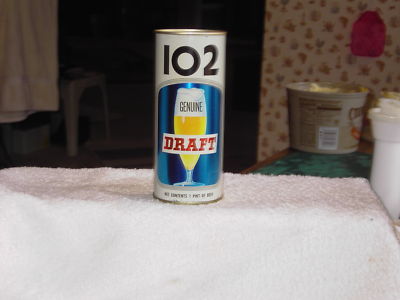 102
GENUINE
DRAFT
NET CONTENTS 1 PINT OF BEER